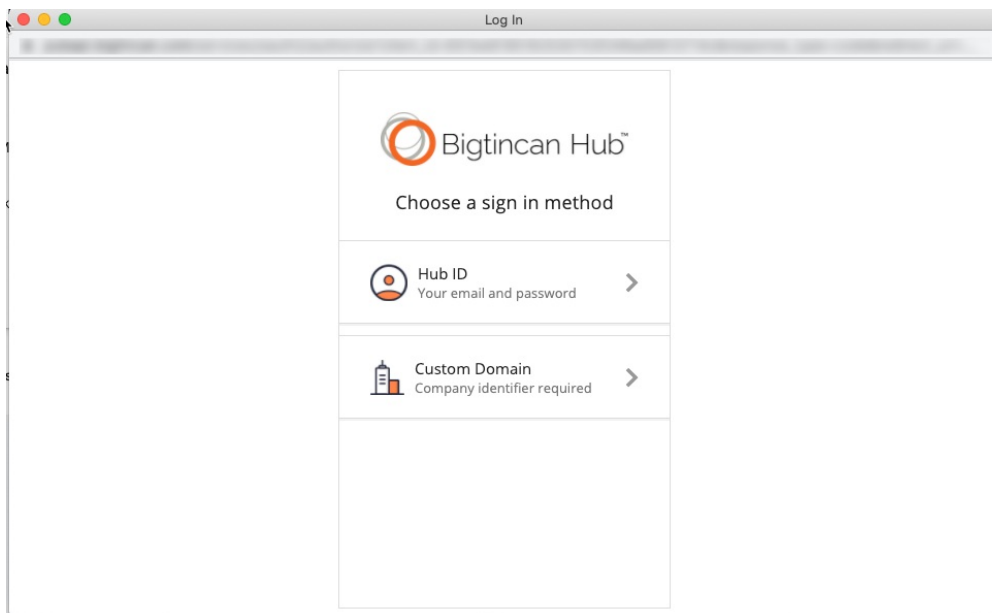 Log In
Bigtincan Hub™
Choose a sign in method
Hub ID
Your email and password
Custom Domain
Company identifier required